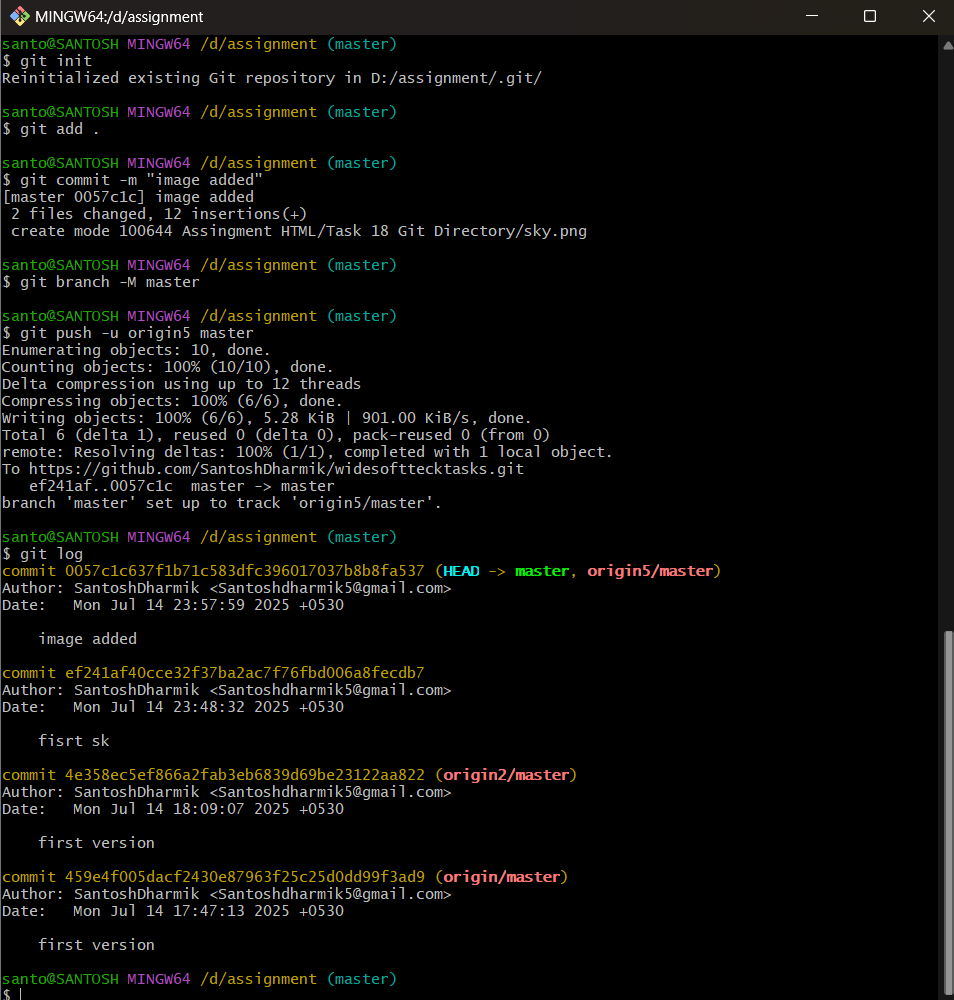 MINGW64:/d/assignment
santo@SANTOSH MINGW64 /d/assignment (master)
$ git init
Reinitialized existing Git repository in D:/assignment/.git/
santo@SANTOSH MINGW64 /d/assignment (master)
$ git add .
santo@SANTOSH MINGW64 /d/assignment (master)
$ git commit -m "image added"
[master 0057c1c] image added
 2 files changed, 12 insertions(+)
 create mode 100644 Assingment HTML/Task 18 Git Directory/sky.png
santo@SANTOSH MINGW64 /d/assignment (master)
$ git branch -M master
santo@SANTOSH MINGW64 /d/assignment (master)
$ git push -u origin5 master
Enumerating objects: 10, done.
Counting objects: 100% (10/10), done.
Delta compression using up to 12 threads
Compressing objects: 100% (6/6), done.
Writing objects: 100% (6/6), 5.28 KiB | 901.00 KiB/s, done.
Total 6 (delta 1), reused 0 (delta 0), pack-reused 0 (from 0)
remote: Resolving deltas: 100% (1/1), completed with 1 local object.
To https://github.com/SantoshDharmik/widesofttecktasks.git
   ef241af..0057c1c  master -> master
branch 'master' set up to track 'origin5/master'.
santo@SANTOSH MINGW64 /d/assignment (master)
$ git log
commit 0057c1c637f1b71c583dfc396017037b8b8fa537 (HEAD -> master, origin5/master)
Author: SantoshDharmik <Santoshdharmik5@gmail.com>
Date:   Mon Jul 14 23:57:59 2025 +0530
    image added
commit ef241af40cce32f37ba2ac7f76fbd006a8fecdb7
Author: SantoshDharmik <Santoshdharmik5@gmail.com>
Date:   Mon Jul 14 23:48:32 2025 +0530
    fisrt sk
commit 4e358ec5ef866a2fab3eb6839d69be23122aa822 (origin2/master)
Author: SantoshDharmik <Santoshdharmik5@gmail.com>
Date:   Mon Jul 14 18:09:07 2025 +0530
    first version
commit 459e4f005dacf2430e87963f25c25d0dd99f3ad9 (origin/master)
Author: SantoshDharmik <Santoshdharmik5@gmail.com>
Date:   Mon Jul 14 17:47:13 2025 +0530
    first version
santo@SANTOSH MINGW64 /d/assignment (master)
$